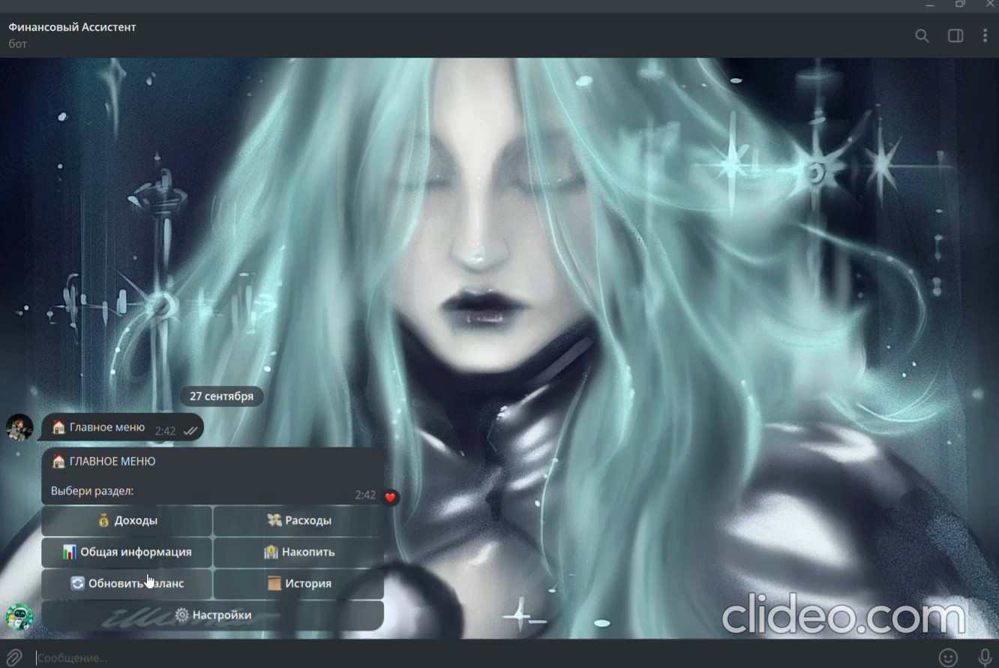 Финансовый Ассистент
бот
27 сентября
🏠 Главное меню 2:42
🏠 ГЛАВНОЕ МЕНЮ
Выбери раздел:
2:42
💰 Доходы
💸 Расходы
📊 Общая информация
🏦 Накопить
🔄 Обновить баланс
📜 История
⚙️ Настройки
Сообщение...
clideo.com